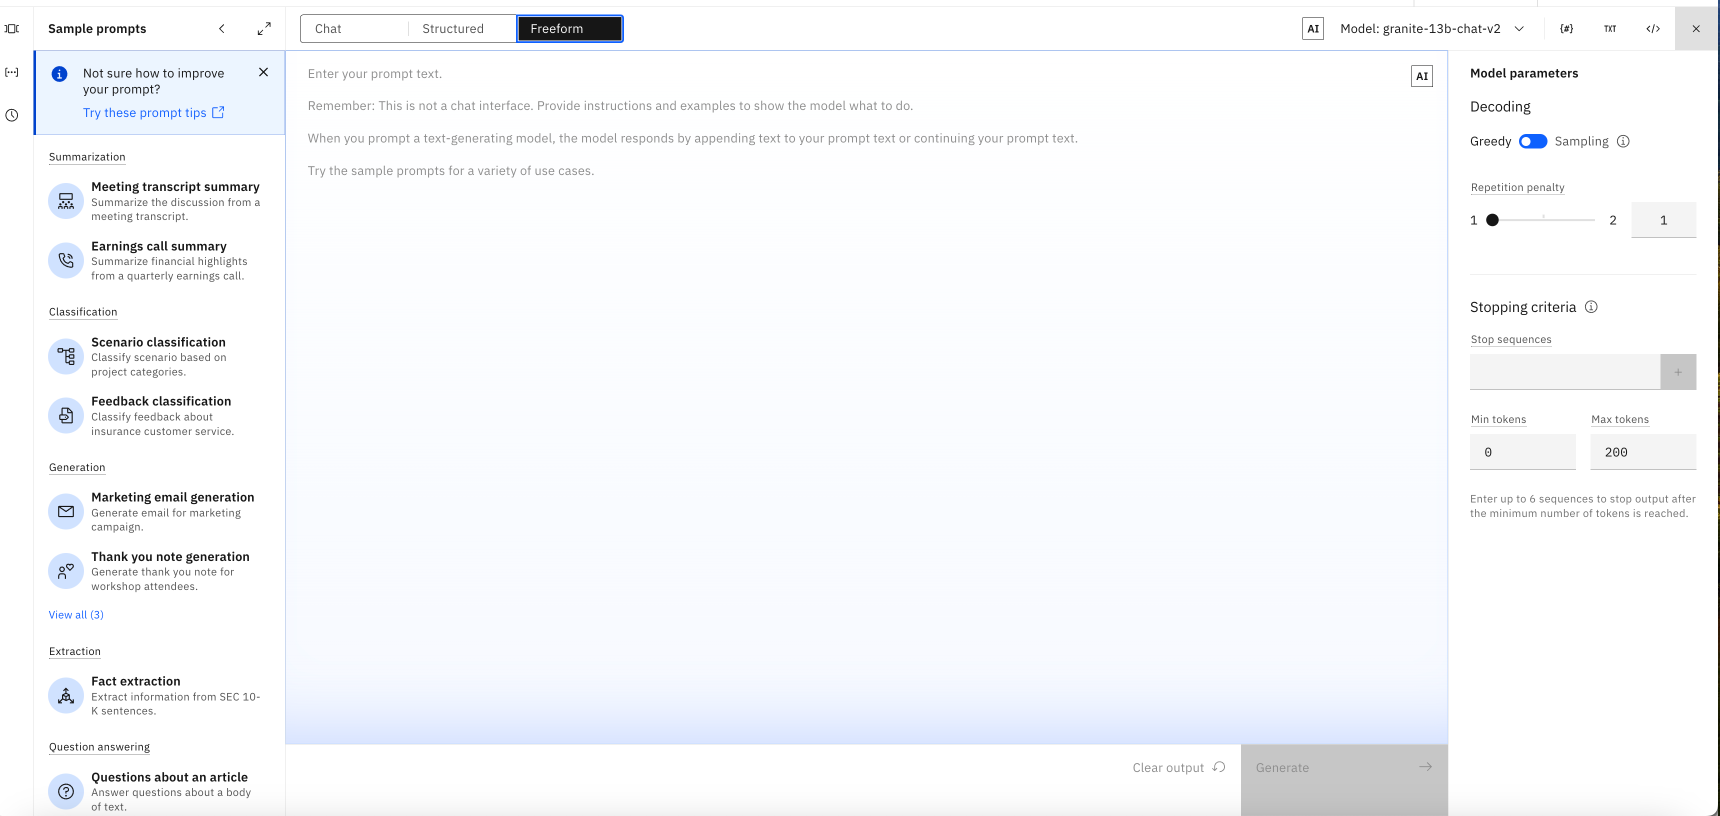 Sample prompts
Not sure how to improve
your prompt?
Try these prompt tips
Summarization
Meeting transcript summary
Summarize the discussion from a
meeting transcript.
Earnings call summary
Summarize financial highlights
from a quarterly earnings call.
Classification
Scenario classification
Classify scenario based on
project categories.
Feedback classification
Classify feedback about
insurance customer service.
Generation
Marketing email generation
Generate email for marketing
campaign.
Thank you note generation
Generate thank you note for
workshop attendees.
View all (3)
Extraction
Fact extraction
Extract information from SEC 10-
K sentences.
Question answering
Questions about an article
Answer questions about a body
of text.
Chat Structured Freeform
AI Model: granite-13b-chat-v2 {#} TXT </>
Enter your prompt text.
AI
Remember: This is not a chat interface. Provide instructions and examples to show the model what to do.
When you prompt a text-generating model, the model responds by appending text to your prompt text or continuing your prompt text.
Try the sample prompts for a variety of use cases.
Clear output Generate
Model parameters
Decoding
Greedy Sampling
Repetition penalty
1 2 1
Stopping criteria
Stop sequences
+
Min tokens Max tokens
0 200
Enter up to 6 sequences to stop output after
the minimum number of tokens is reached.